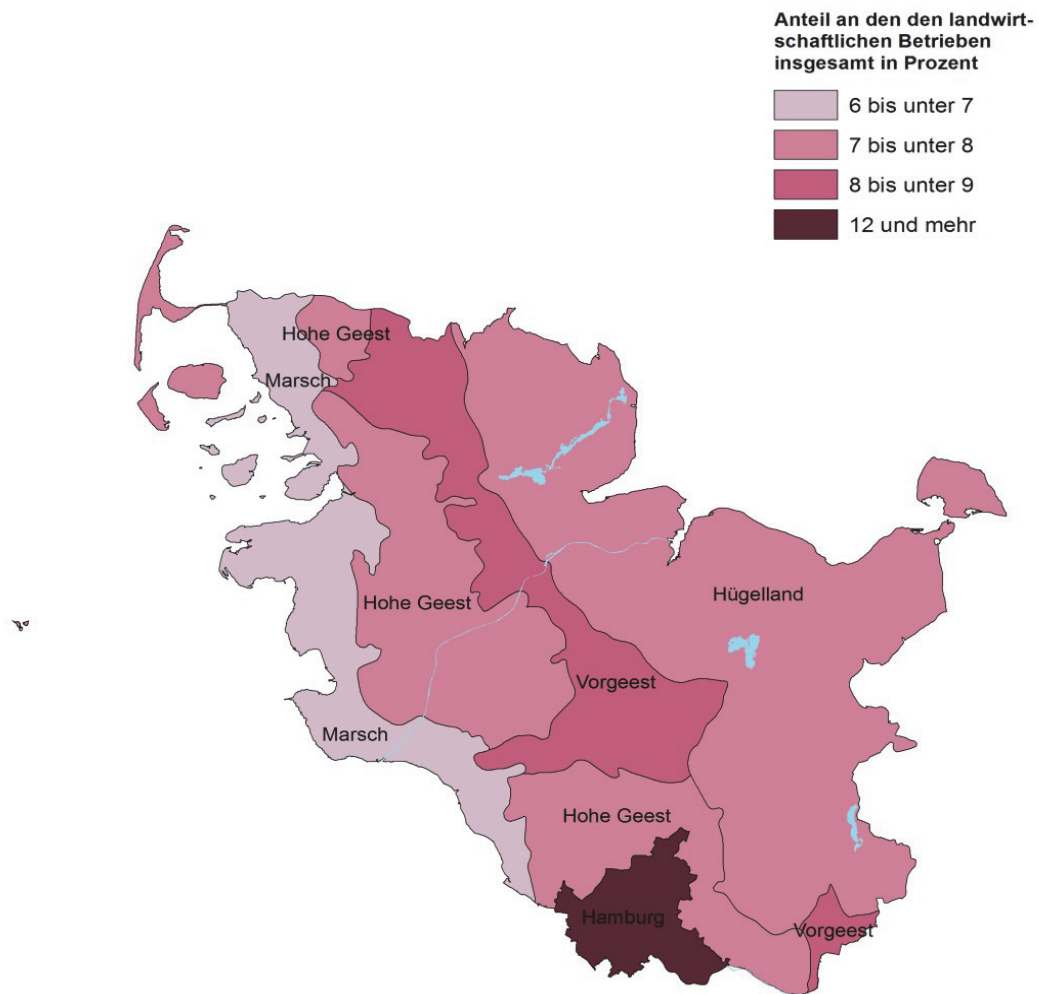 Anteil an den den landwirt-
schaftlichen Betrieben
insgesamt in Prozent
6 bis unter 7
7 bis unter 8
8 bis unter 9
12 und mehr
Hohe Geest
Marsch
Hügelland
Hohe Geest
Vorgeest
Marsch
Hohe Geest
Hamburg
Vorgeest